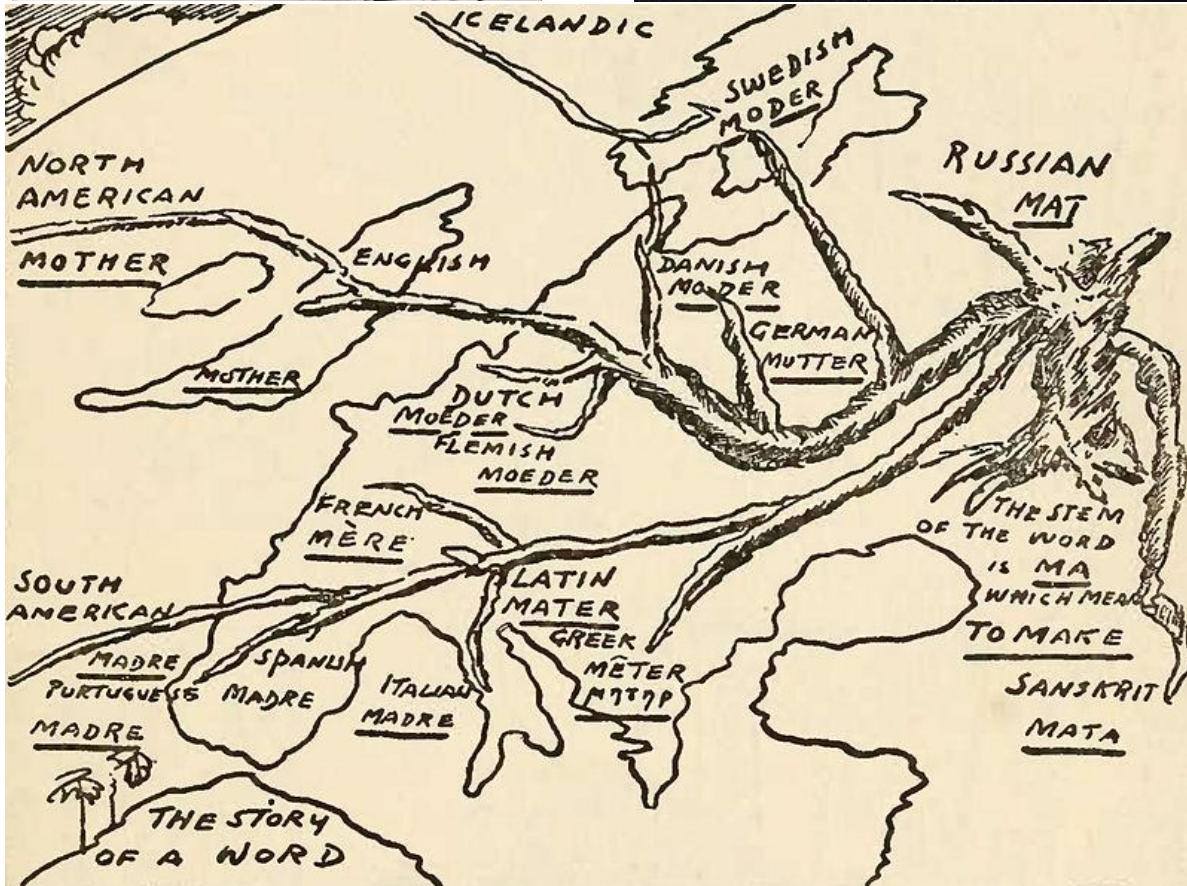 ICELANDIC
SWEDISH
MODER
RUSSIAN
MAT
NORTH
AMERICAN
MOTHER
ENGLISH
MOTHER
DANISH
MODER
GERMAN
MUTTER
DUTCH
MOEDER
FLEMISH
MOEDER
FRENCH
MÈRE
LATIN
MATER
GREEK
MÊTER
THE STEM
OF THE WORD
IS MA
WHICH MEANS
TO MAKE
SANSKRIT
MATA
SOUTH
AMERICAN
MADRE
PORTUGUESE
MADRE
SPANISH
MADRE
ITALIAN
MADRE
THE STORY
OF A WORD